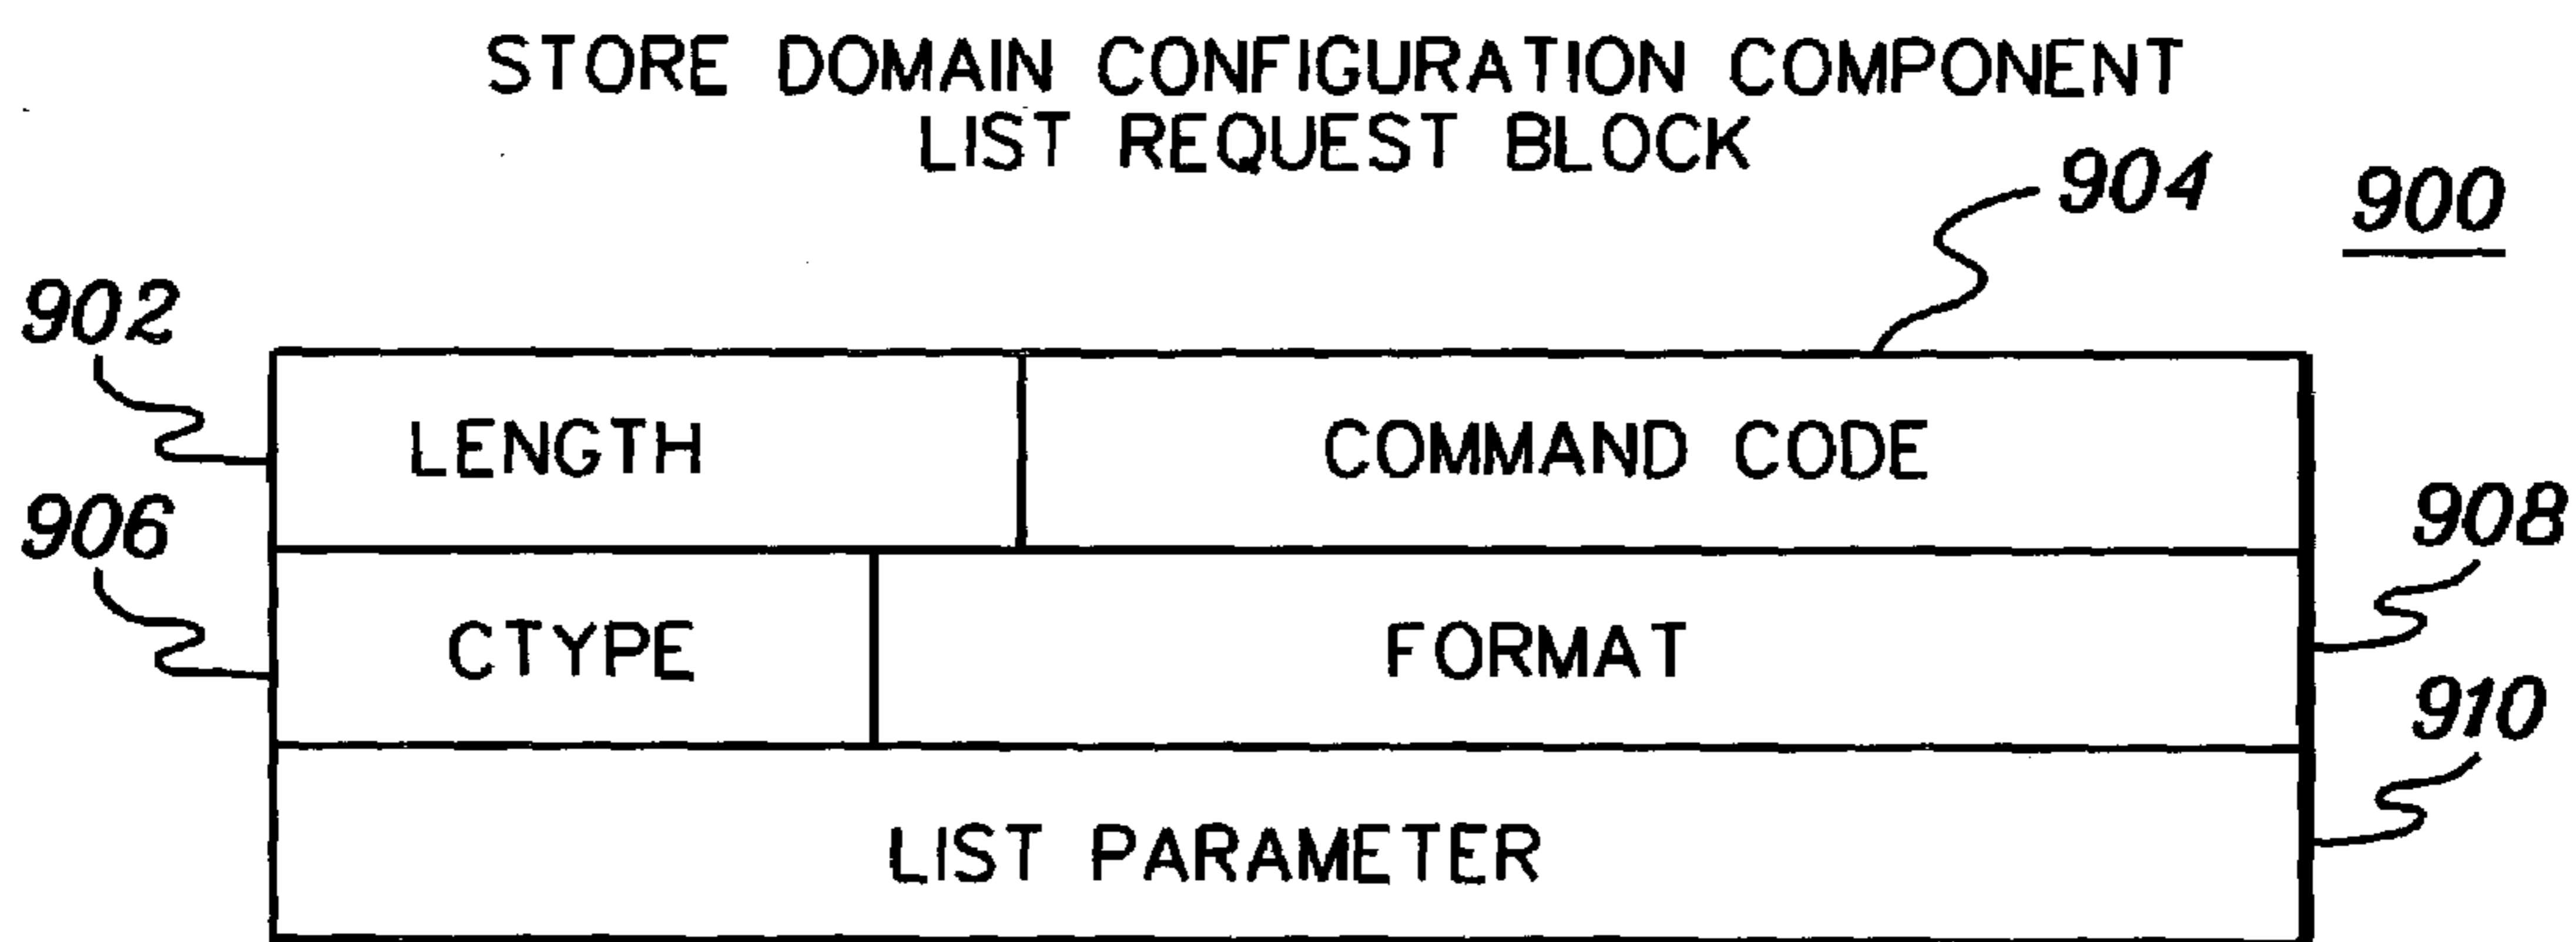 STORE DOMAIN CONFIGURATION COMPONENT
LIST REQUEST BLOCK
904
900
902
LENGTH
COMMAND CODE
906
908
CTYPE
FORMAT
910
LIST PARAMETER